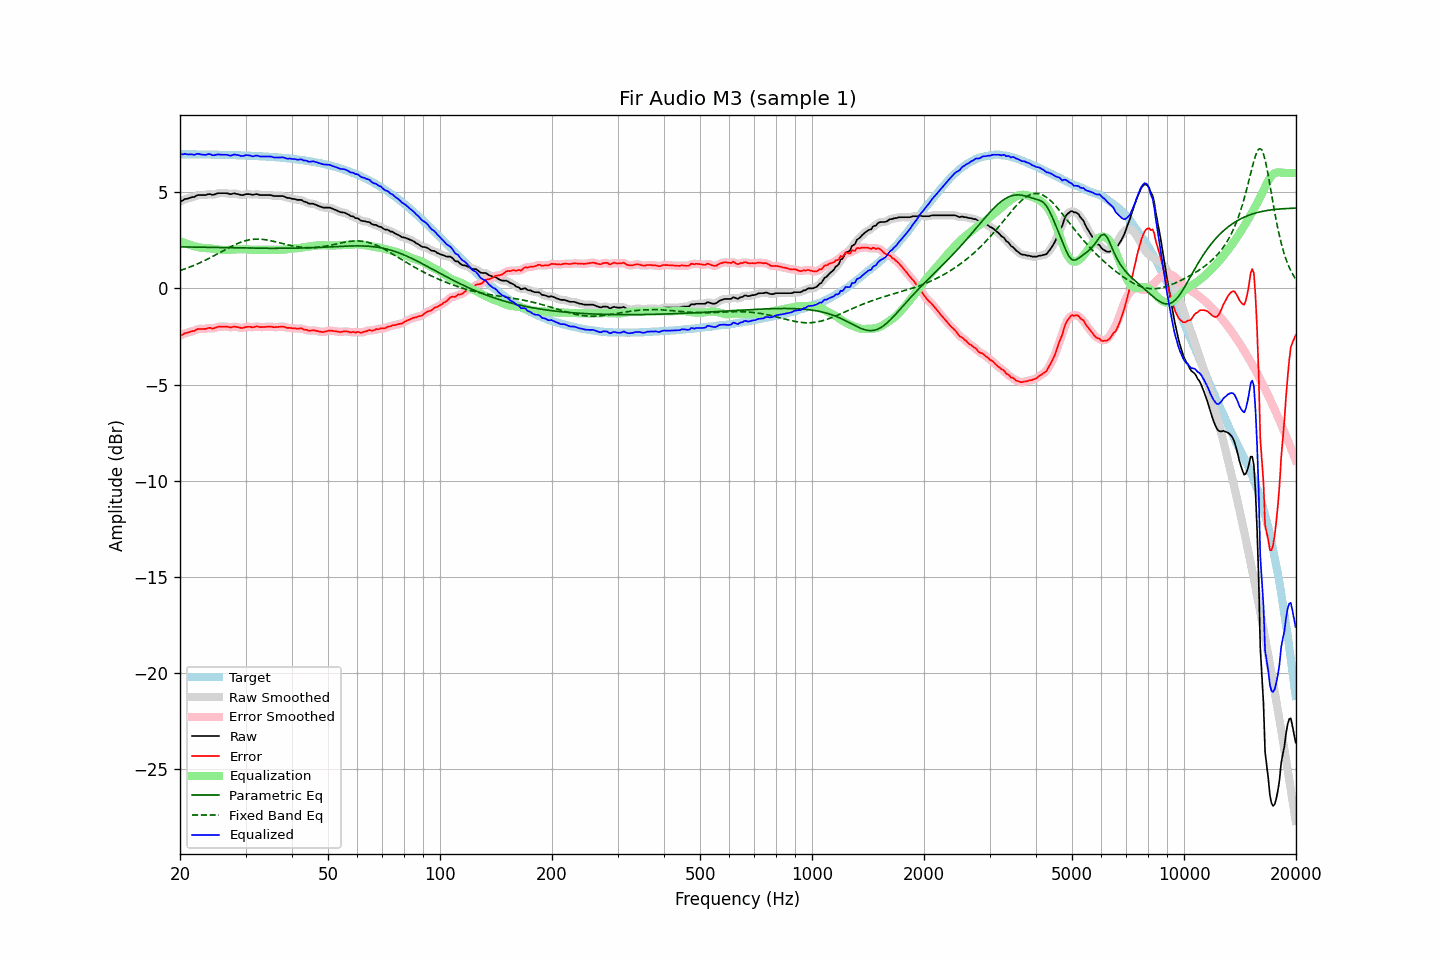 Fir Audio M3 (sample 1)
5
0
−5
−10
−15
−20
−25
Amplitude (dBr)
Target
Raw Smoothed
Error Smoothed
Raw
Error
Equalization
Parametric Eq
Fixed Band Eq
Equalized
20 50 100 200 500 1000 2000 5000 10000 20000
Frequency (Hz)